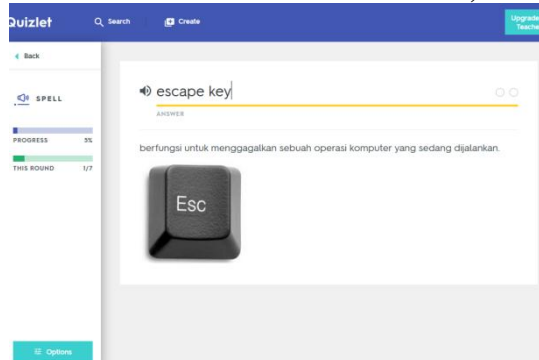 Quizlet
Search
Create
Upgrade
Teache
Back
SPELL
PROGRESS 3%
THIS ROUND 1/7
escape key
ANSWER
berfungsi untuk menggagalkan sebuah operasi komputer yang sedang dijalankan.
Esc
Options